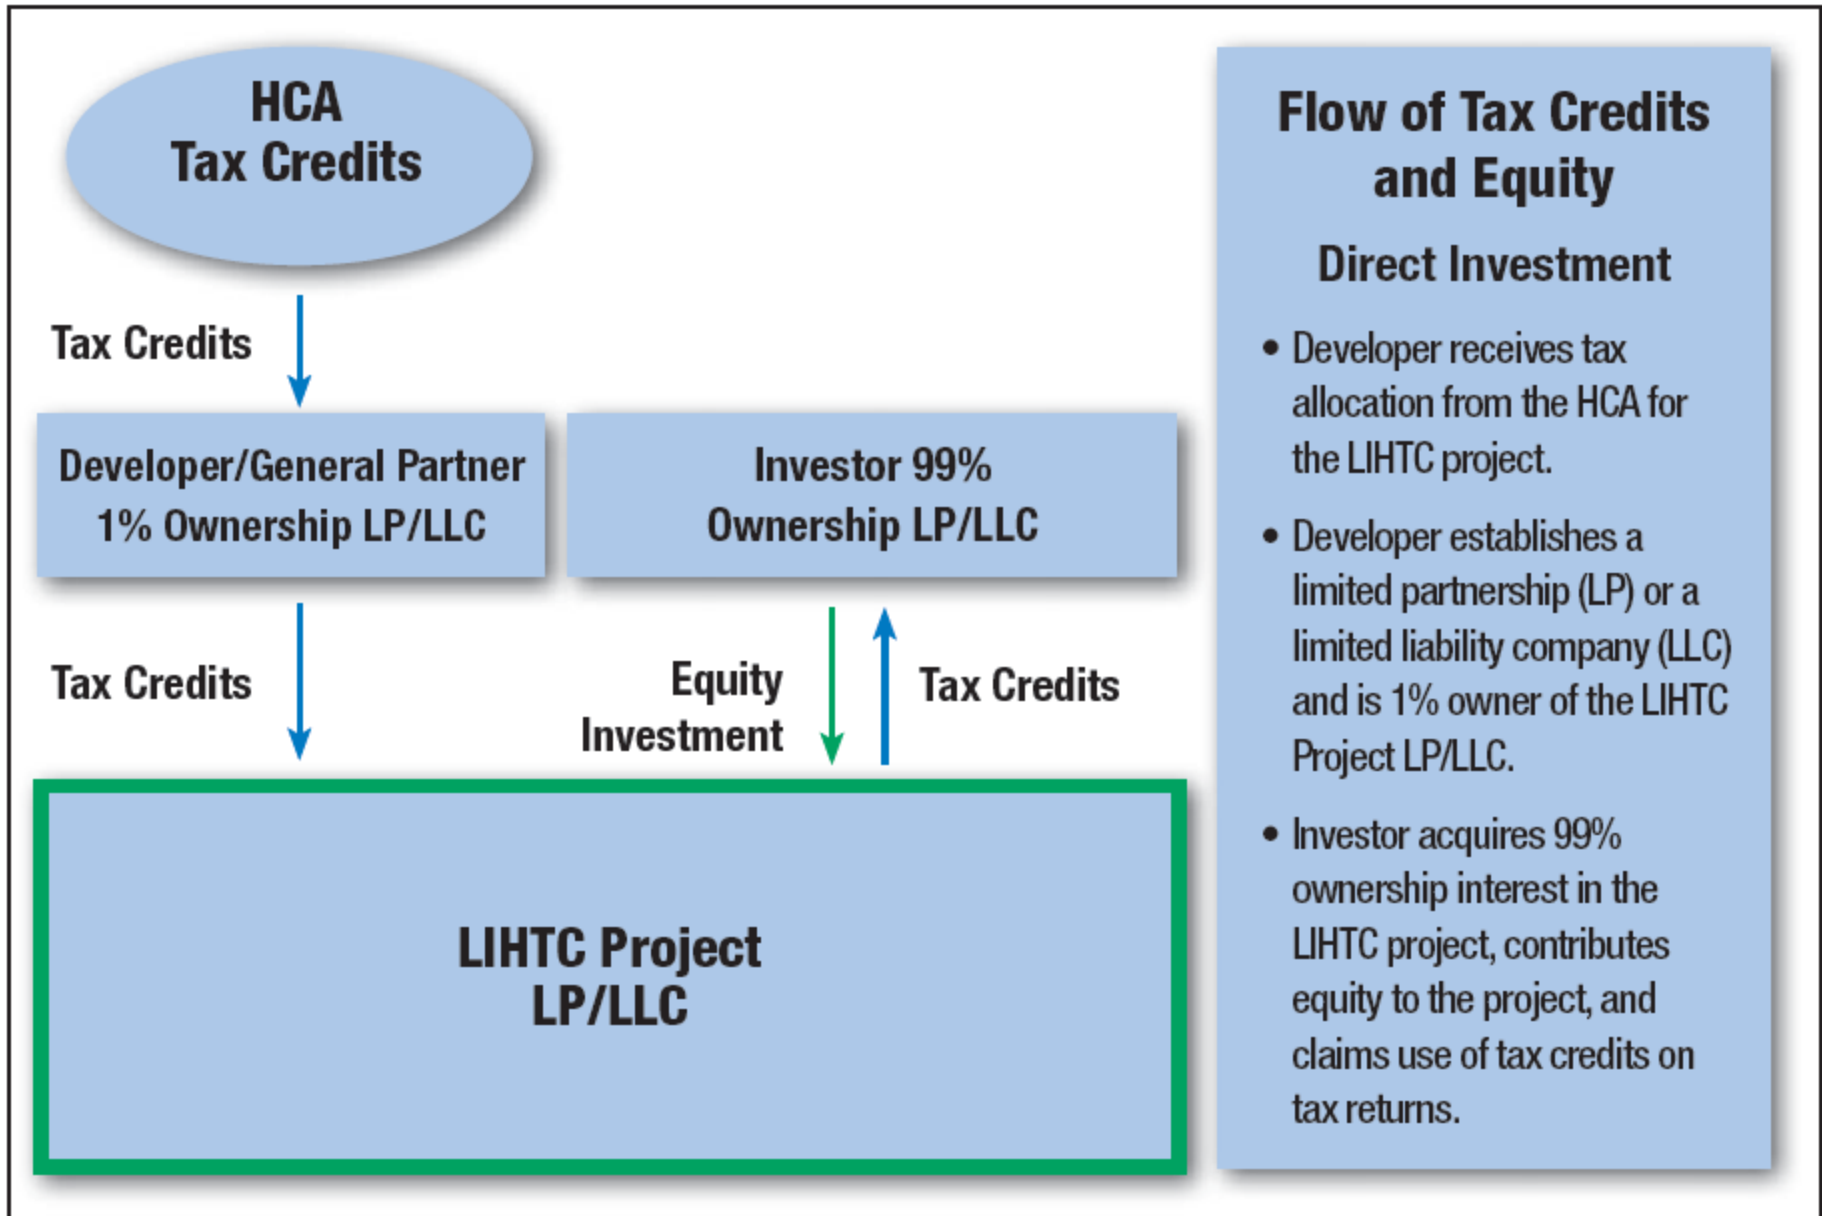 HCA
Tax Credits
Tax Credits
Developer/General Partner
1% Ownership LP/LLC
Investor 99%
Ownership LP/LLC
Tax Credits
Equity
Investment
Tax Credits
LIHTC Project
LP/LLC
Flow of Tax Credits
and Equity
Direct Investment
• Developer receives tax
allocation from the HCA for
the LIHTC project.
• Developer establishes a
limited partnership (LP) or a
limited liability company (LLC)
and is 1% owner of the LIHTC
Project LP/LLC.
• Investor acquires 99%
ownership interest in the
LIHTC project, contributes
equity to the project, and
claims use of tax credits on
tax returns.